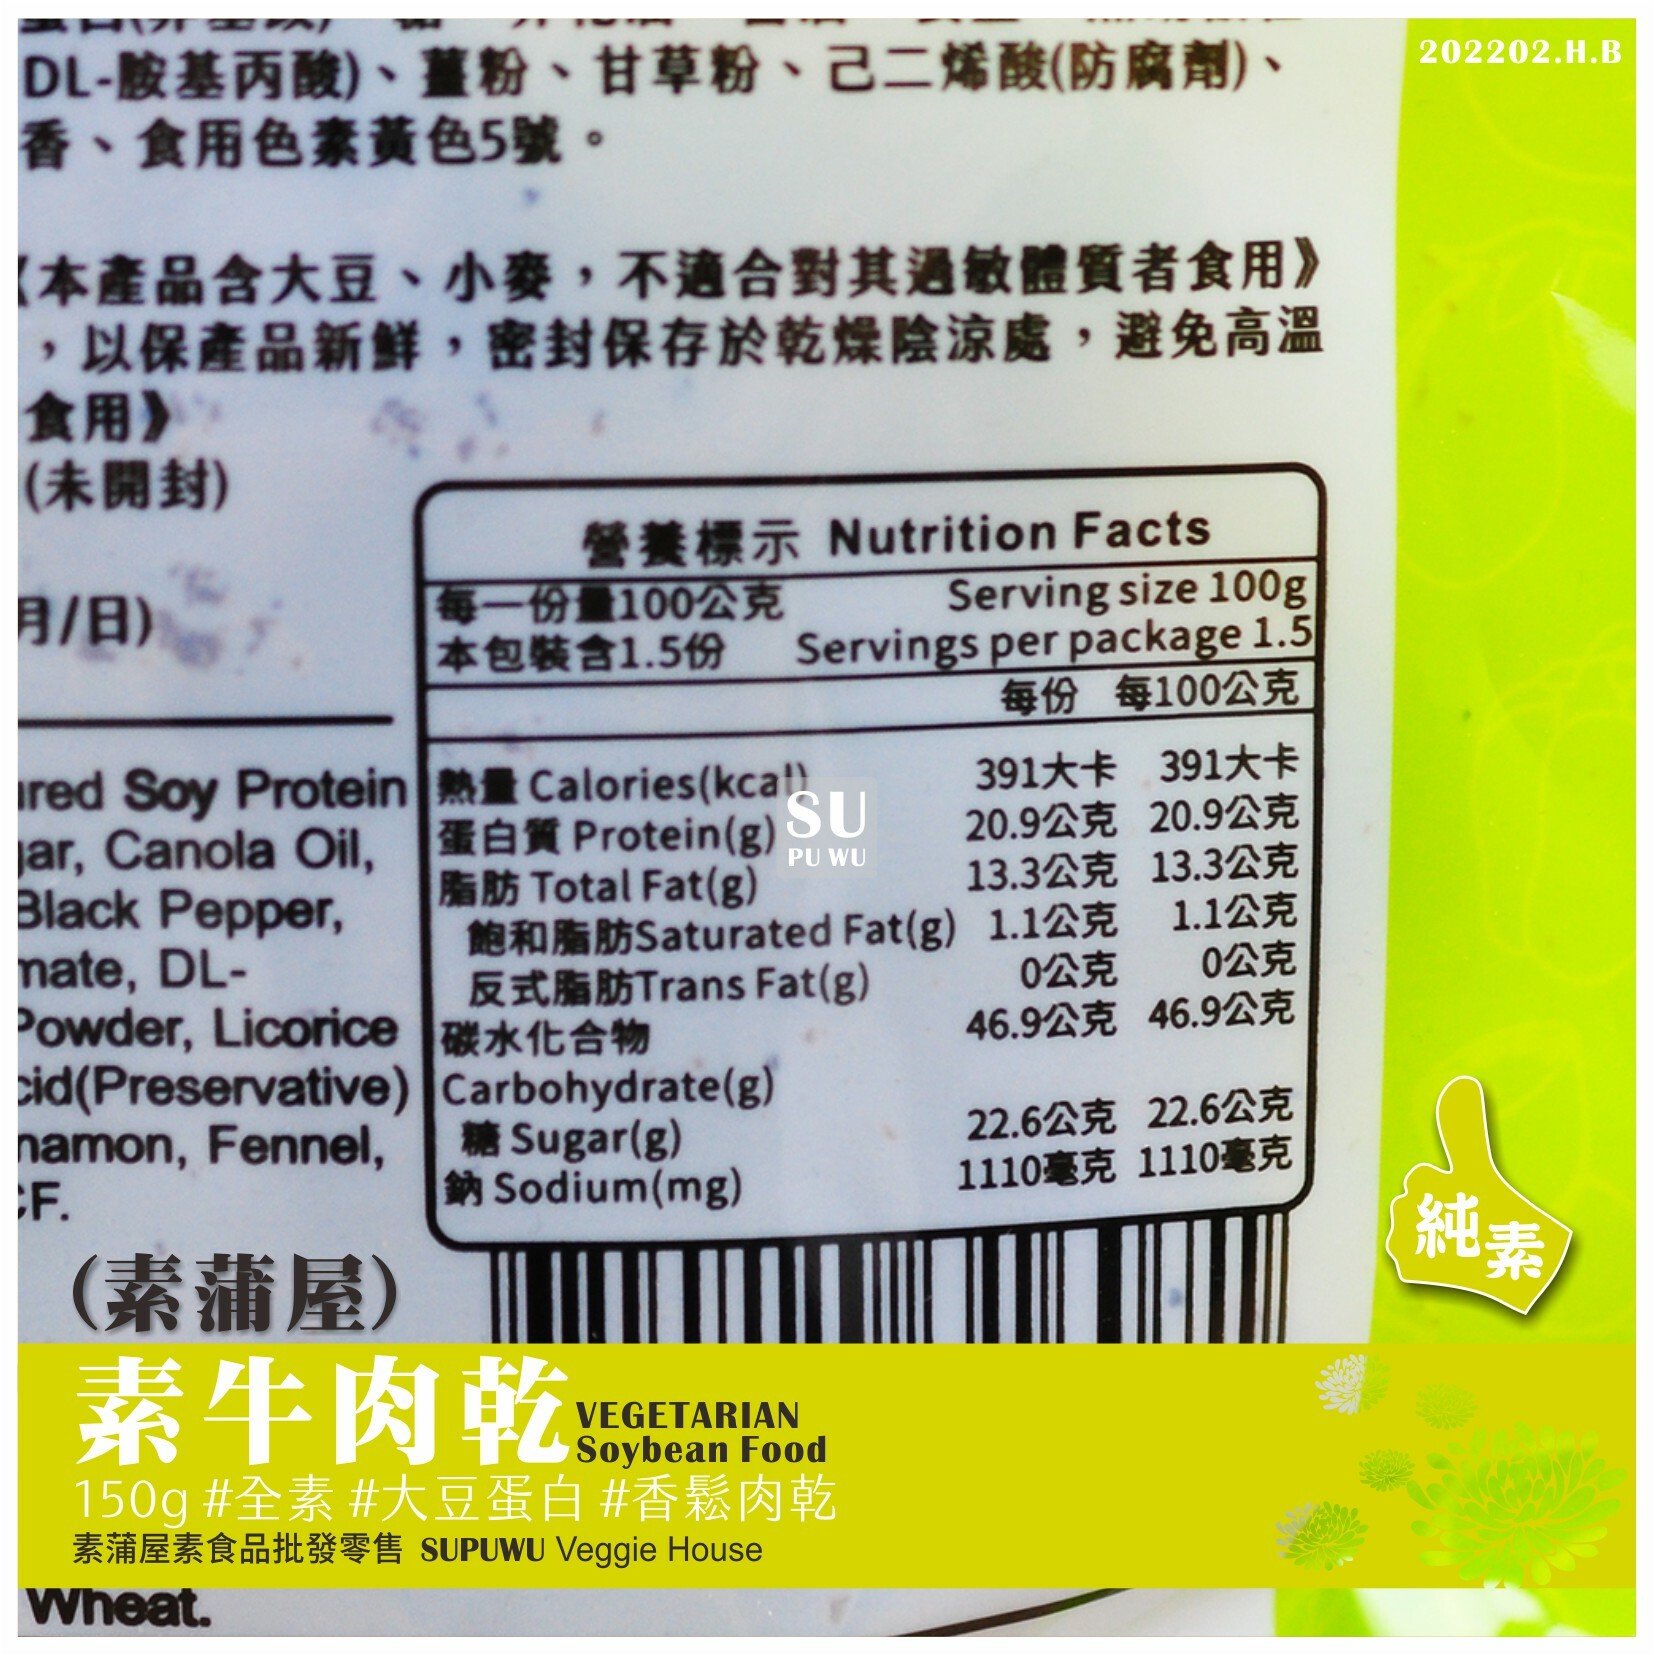 202202.H.B
DL-胺基丙酸)、薑粉、甘草粉、己二烯酸(防腐劑)、
香、食用色素黃色5號。
《本產品含大豆、小麥，不適合對其過敏體質者食用》
，以保產品新鮮，密封保存於乾燥陰涼處，避免高溫
食用》
(未開封)
月/日)
營養標示 Nutrition Facts
每一份量100公克 Serving size 100g
本包裝含1.5份 Servings per package 1.5
每份 每100公克
熱量 Calories(kcal) 391大卡 391大卡
蛋白質 Protein(g) 20.9公克 20.9公克
脂肪 Total Fat(g) 13.3公克 13.3公克
飽和脂肪Saturated Fat(g) 1.1公克 1.1公克
反式脂肪Trans Fat(g) 0公克 0公克
碳水化合物 46.9公克 46.9公克
Carbohydrate(g)
糖 Sugar(g) 22.6公克 22.6公克
鈉 Sodium(mg) 1110毫克 1110毫克
SU
PU WU
Soy Protein
Canola Oil,
Black Pepper,
DL-
Powder, Licorice
(Preservative)
Fennel,
純素
(素蒲屋)
素牛肉乾
VEGETARIAN
Soybean Food
150g #全素 #大豆蛋白 #香鬆肉乾
素蒲屋素食品批發零售 SUPUWU Veggie House
Wheat.